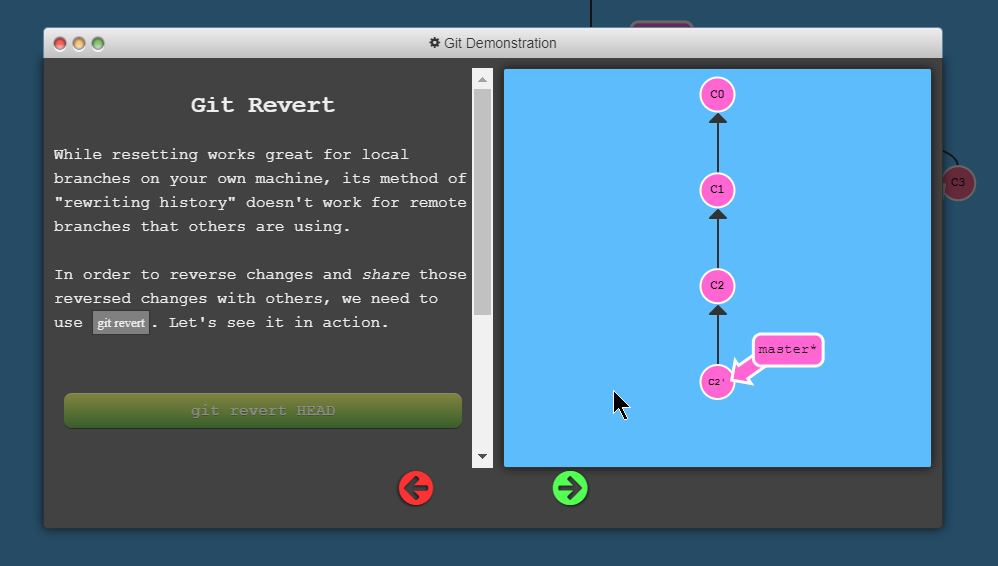 Git Demonstration
Git Revert
While resetting works great for local
branches on your own machine, its method of
"rewriting history" doesn't work for remote
branches that others are using.
In order to reverse changes and share those
reversed changes with others, we need to
use git revert. Let's see it in action.
git revert HEAD
C0
C1
C2
master*
C2'
C3